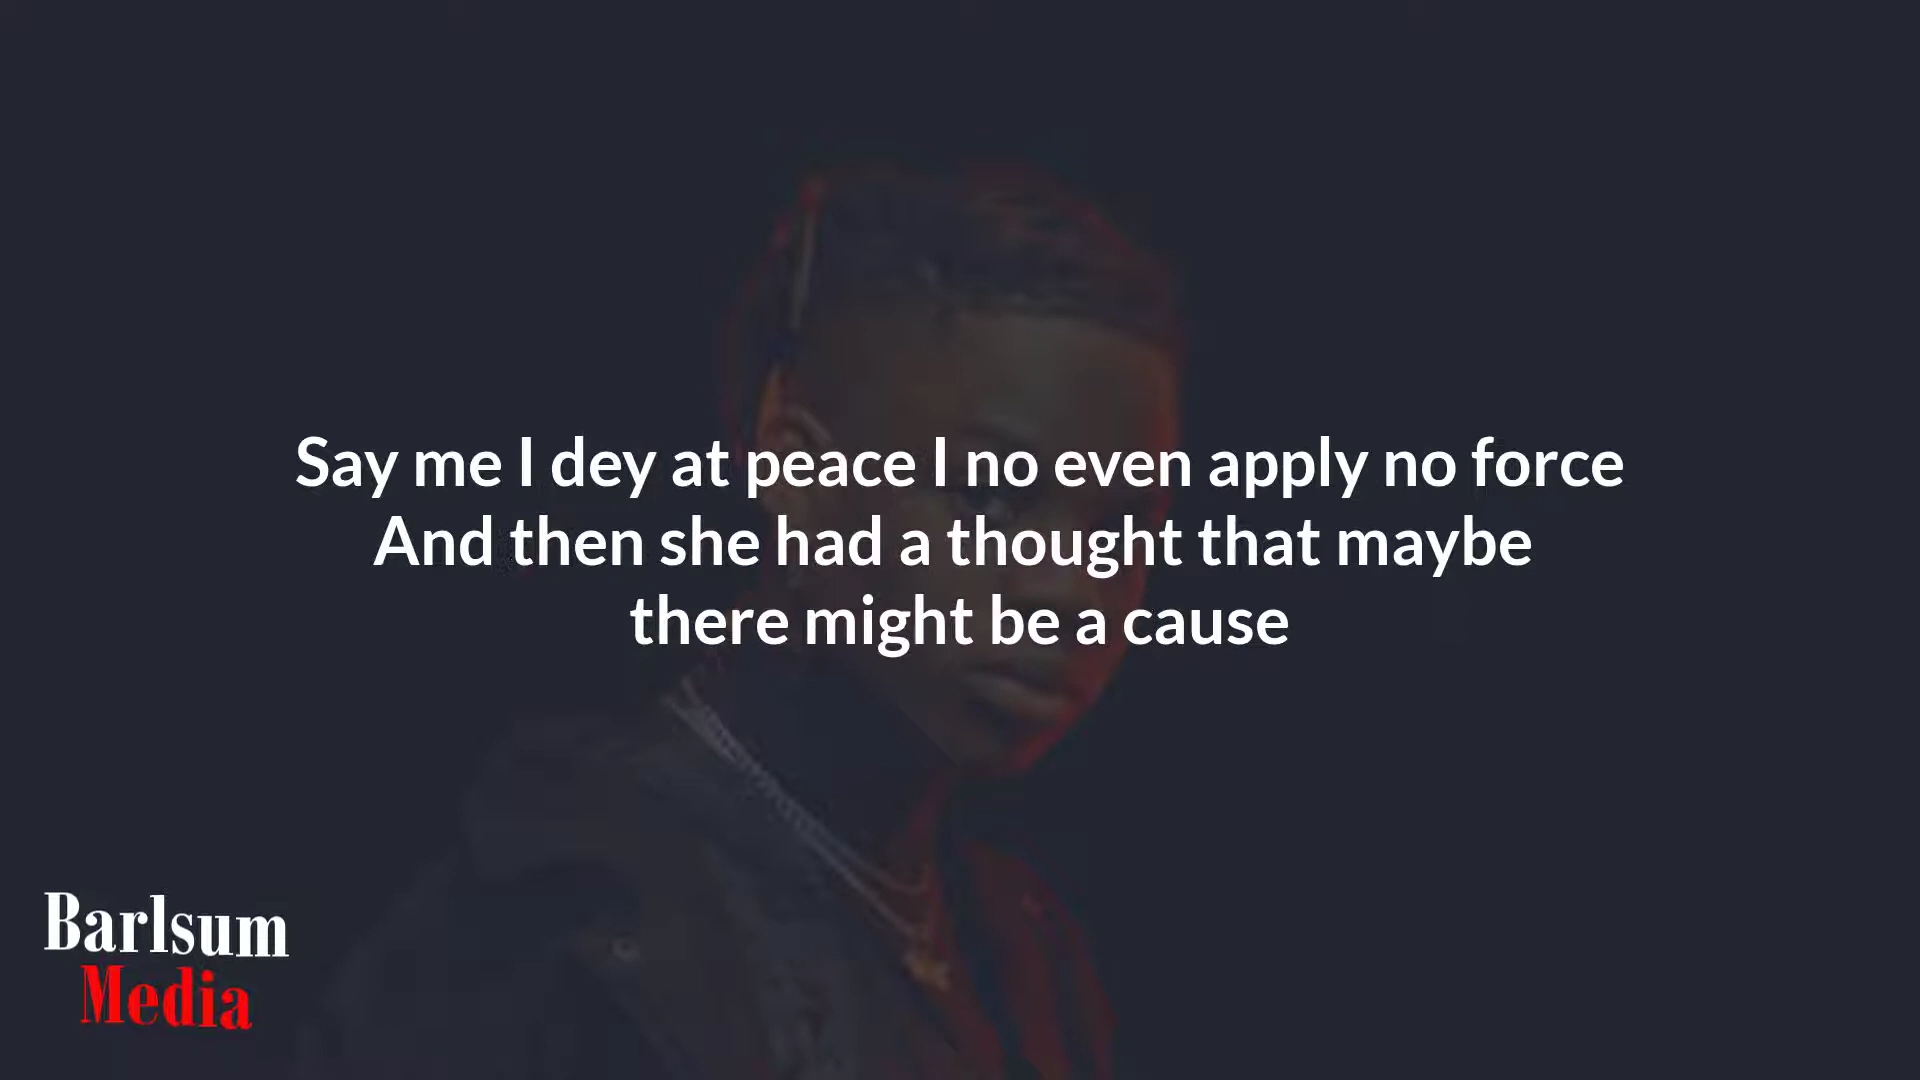 Say me I dey at peace I no even apply no force
And then she had a thought that maybe
there might be a cause
Barlsum
Media